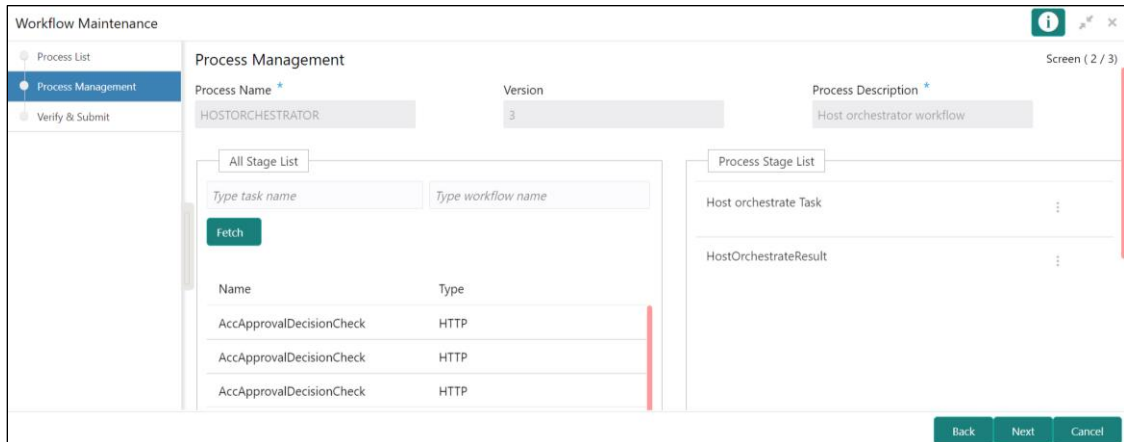 Workflow Maintenance
Process List
Process Management
Verify & Submit
Process Management
Screen ( 2 / 3)
Process Name *
Version
Process Description *
HOSTORCHESTRATOR
3
Host orchestrator workflow
All Stage List
Type task name
Type workflow name
Fetch
Name Type
AccApprovalDecisionCheck HTTP
AccApprovalDecisionCheck HTTP
AccApprovalDecisionCheck HTTP
Process Stage List
Host orchestrate Task
HostOrchestrateResult
Back
Next
Cancel